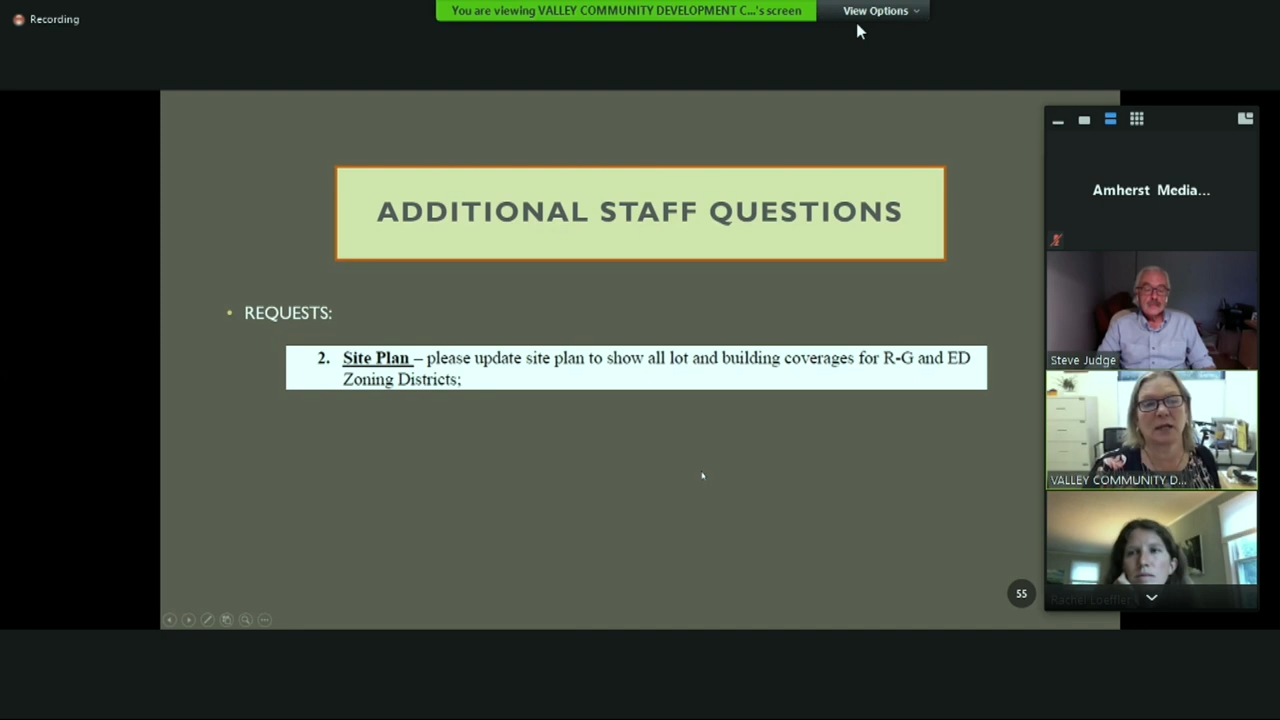 Recording
You are viewing VALLEY COMMUNITY DEVELOPMENT C...'s screen
View Options
ADDITIONAL STAFF QUESTIONS
• REQUESTS:
2. Site Plan – please update site plan to show all lot and building coverages for R-G and ED
Zoning Districts;
55
Amherst Media...
Steve Judge
VALLEY COMMUNITY D...
Rachel Loeffler